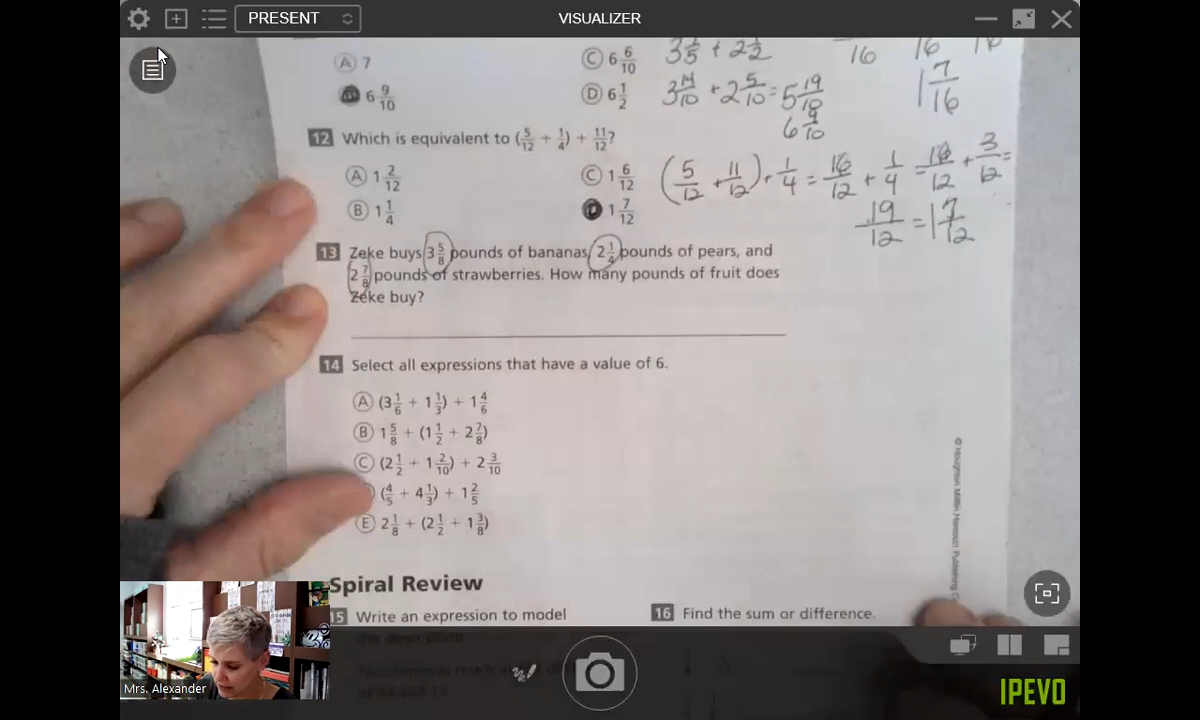 PRESENT
VISUALIZER
A 7
C 6 6/10
3 1/5 + 2 1/2
16
16
6 9/10
D 6 1/2
3 14/10 + 2 5/10 = 5 19/10
1 7/16
6 9/10
12 Which is equivalent to (5/12 + 1/4) + 11/12?
A 1 2/12
C 1 6/12
(5/12 + 11/12) + 1/4 = 16/12 + 1/4 = 16/12 + 3/12 =
B 1 1/4
D 1 7/12
19/12 = 1 7/12
13 Zeke buys 3 5/8 pounds of bananas, 2 1/4 pounds of pears, and
2 7/8 pounds of strawberries. How many pounds of fruit does
Zeke buy?
14 Select all expressions that have a value of 6.
A (3 1/6 + 1 1/3) + 1 4/6
B 1 5/8 + (1 1/2 + 2 7/8)
C (2 1/2 + 1 2/10) + 2 3/10
(4/5 + 4 1/3) + 1 2/5
E 2 1/8 + (2 1/2 + 1 3/8)
© Houghton Mifflin Harcourt Publishing C
Spiral Review
15 Write an expression to model
16 Find the sum or difference.
Mrs. Alexander
IPEVO